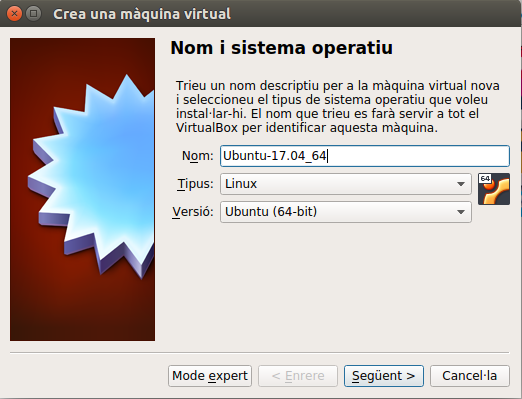 Crea una màquina virtual
Nom i sistema operatiu
Trieu un nom descriptiu per a la màquina virtual nova
i seleccioneu el tipus de sistema operatiu que voleu
instal·lar-hi. El nom que trieu es farà servir a tot el
VirtualBox per identificar aquesta màquina.
Nom: Ubuntu-17.04_64
Tipus: Linux
64
Versió: Ubuntu (64-bit)
Mode expert < Enrere Següent > Cancel·la